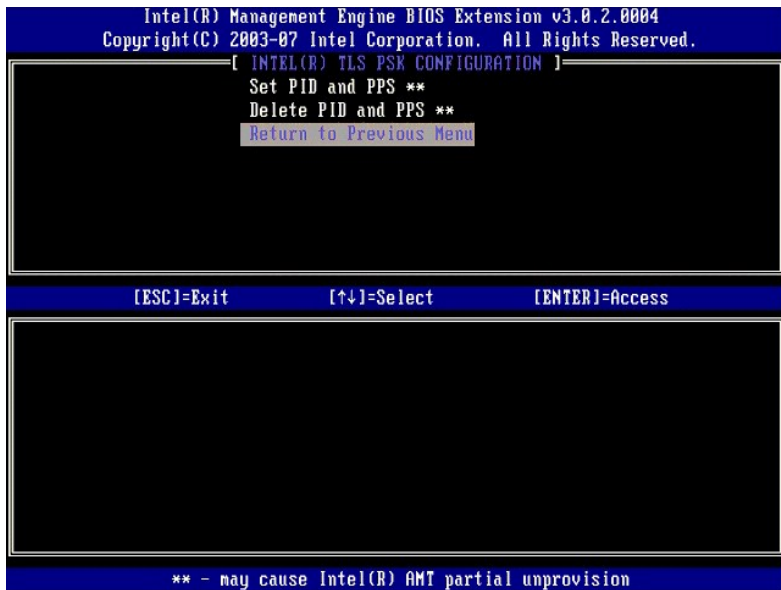 Intel(R) Management Engine BIOS Extension v3.0.2.0004
Copyright(C) 2003-07 Intel Corporation. All Rights Reserved.
[ INTEL(R) TLS PSK CONFIGURATION ]
Set PID and PPS **
Delete PID and PPS **
Return to Previous Menu
[ESC]=Exit [↑↓]=Select [ENTER]=Access
** - may cause Intel(R) AMT partial unprovision